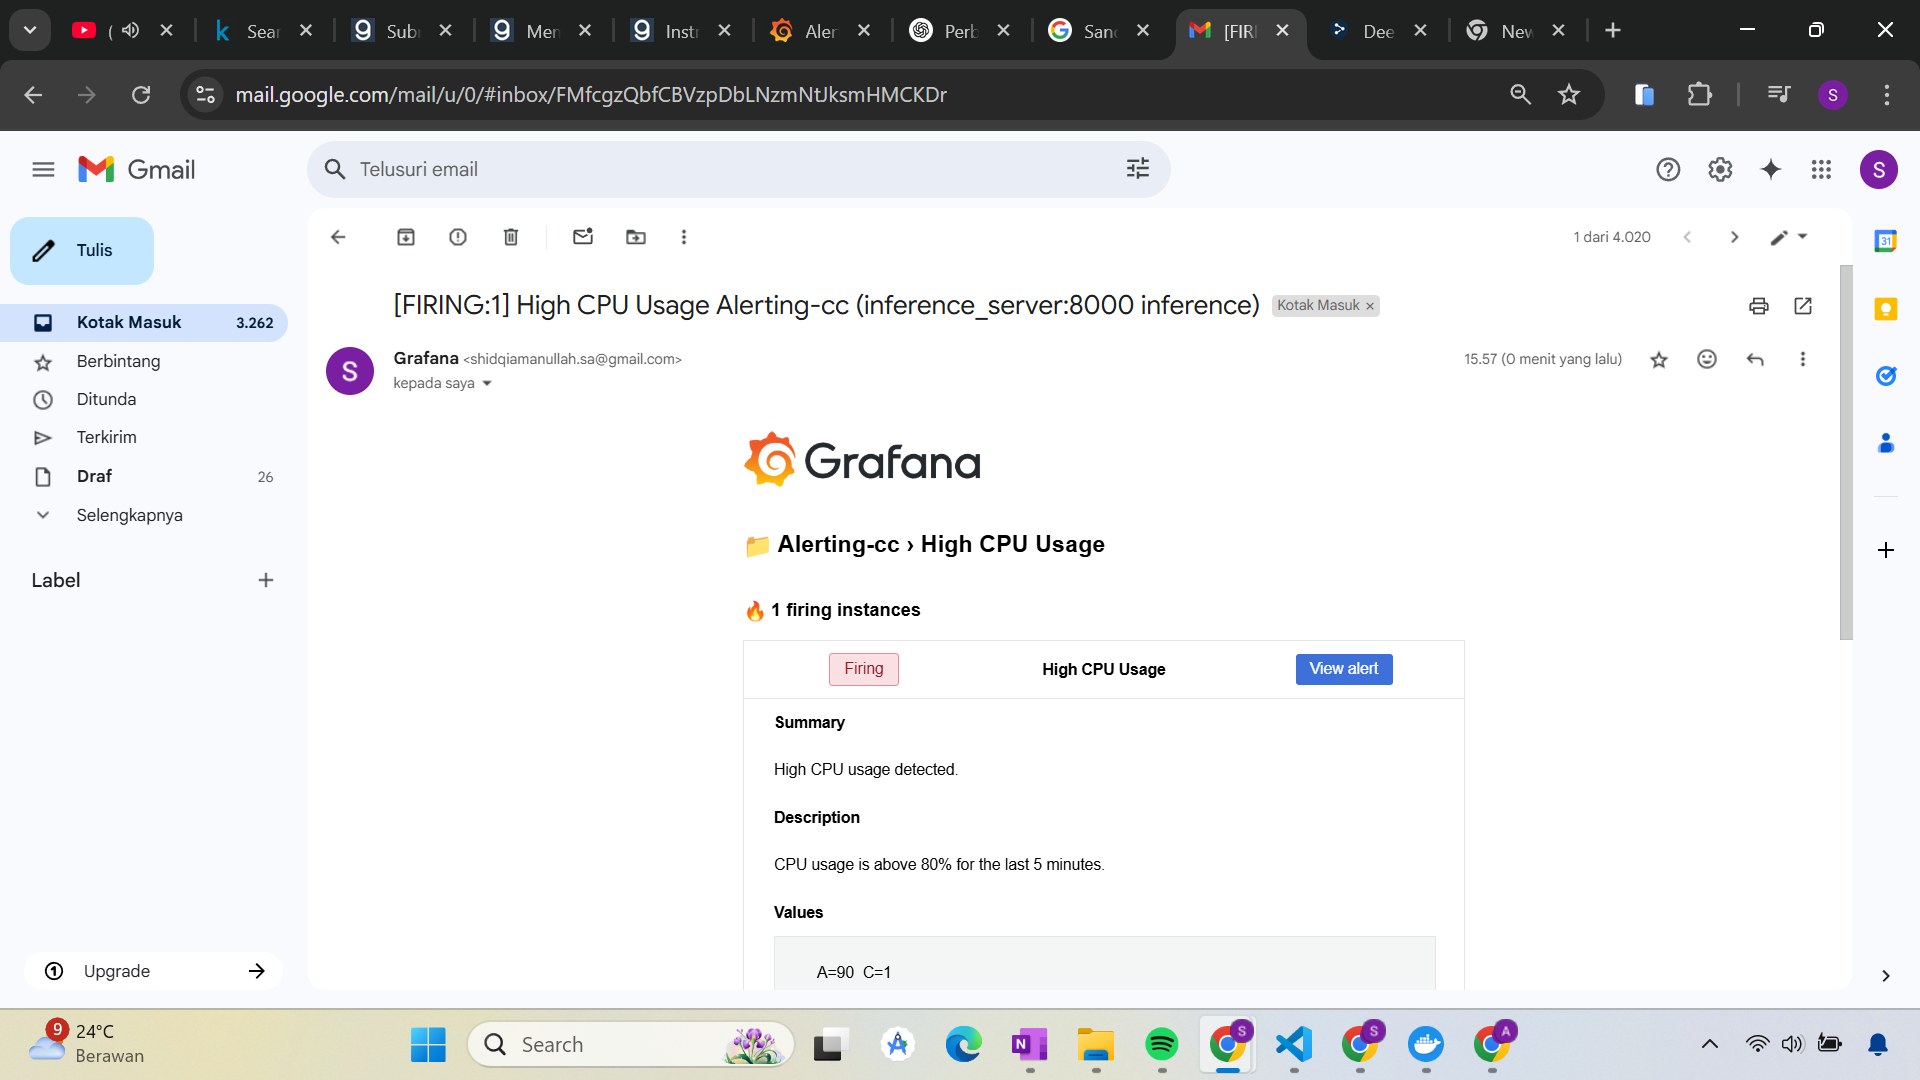 ( Sear Sub Mer Instr Aler Perb Sanc [FIRI Dee New
mail.google.com/mail/u/0/#inbox/FMfcgzQbfCBVzpDbLNzmNtJksmHMCKDr
S
Gmail
Telusuri email
S
Tulis
1 dari 4.020
Kotak Masuk 3.262
Berbintang
Ditunda
Terkirim
Draf 26
Selengkapnya
Label
Upgrade
[FIRING:1] High CPU Usage Alerting-cc (inference_server:8000 inference) Kotak Masuk ×
S
Grafana <shidqiamanullah.sa@gmail.com> 15.57 (0 menit yang lalu)
kepada saya
Grafana
Alerting-cc › High CPU Usage
1 firing instances
Firing High CPU Usage View alert
Summary
High CPU usage detected.
Description
CPU usage is above 80% for the last 5 minutes.
Values
A=90 C=1
31
9
24°C
Berawan
Search
N
S
S
A